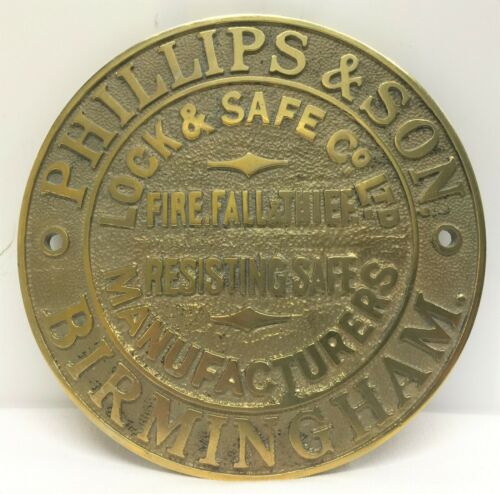 PHILLIPS & SON
LOCK & SAFE Co LTD
FIRE, FALL & THIEF
RESISTING SAFE
MANUFACTURERS
BIRMINGHAM.